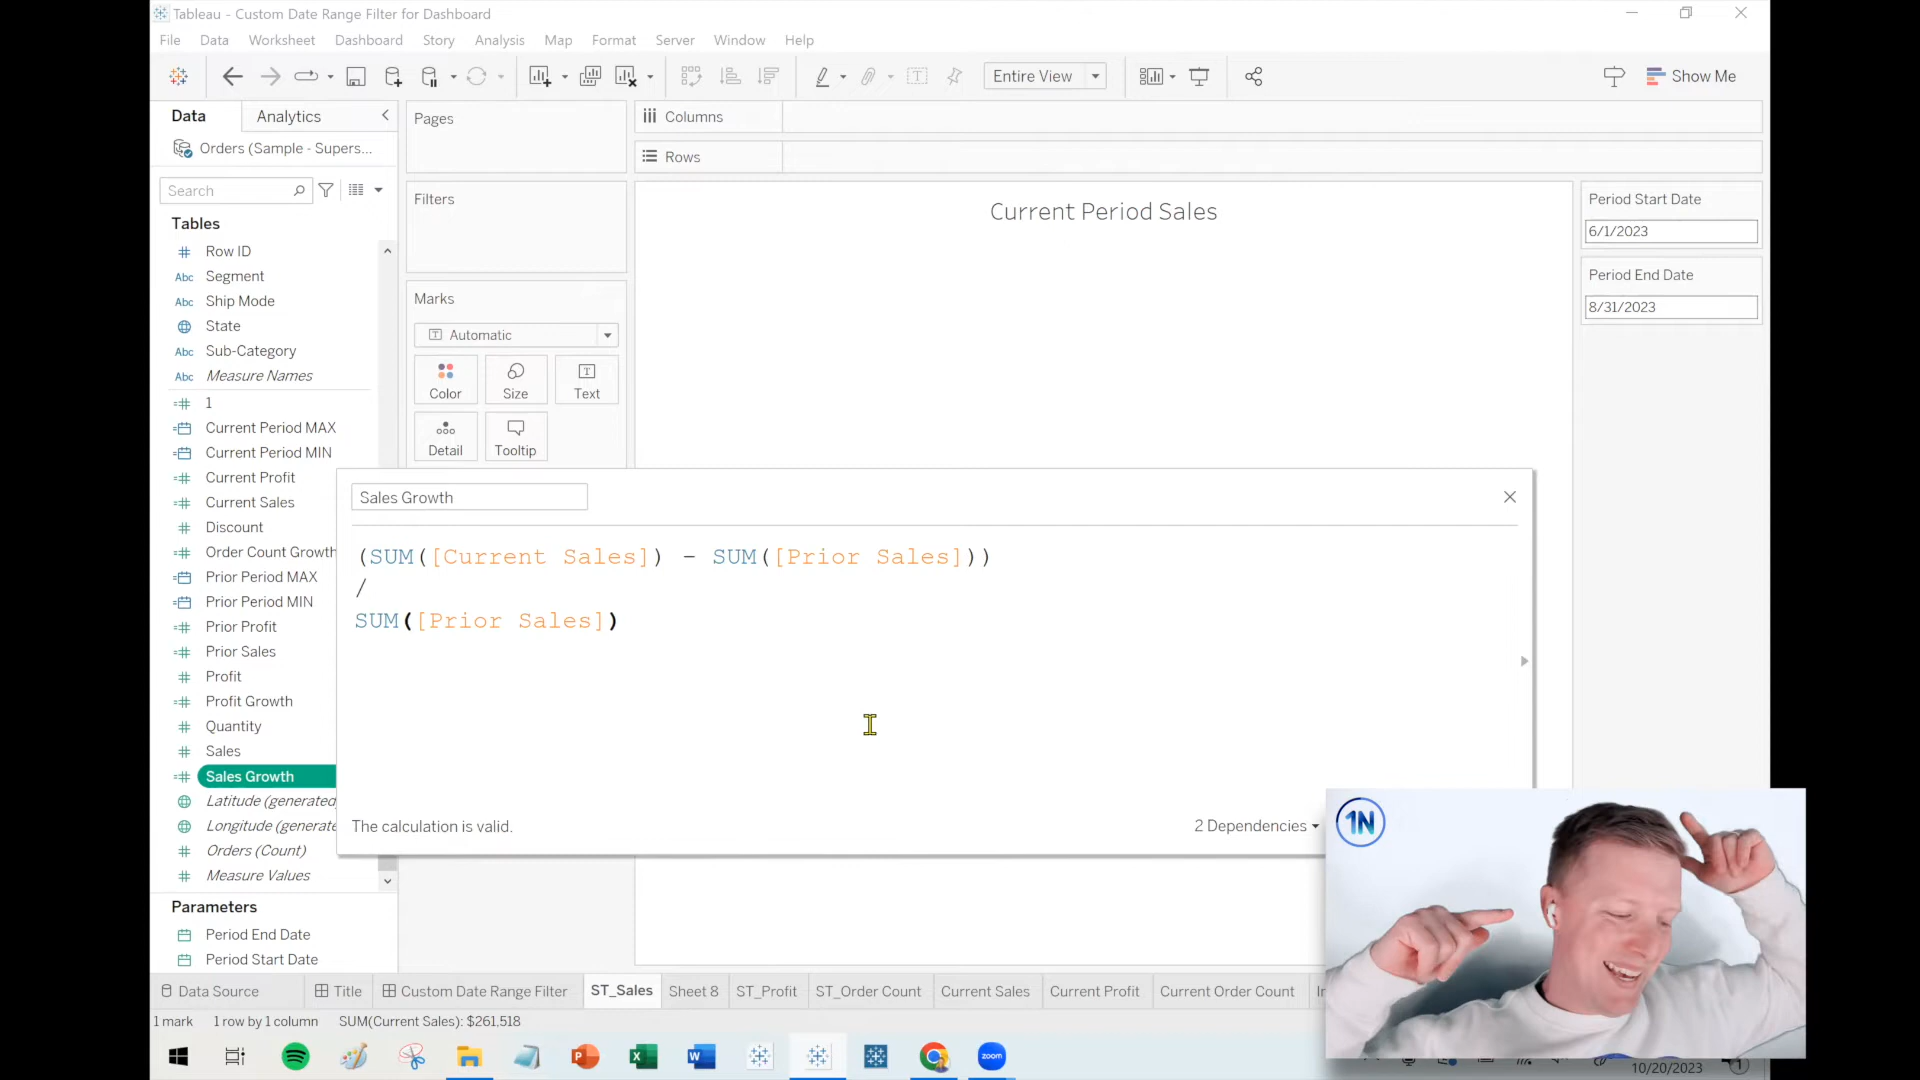 Tableau - Custom Date Range Filter for Dashboard
File Data Worksheet Dashboard Story Analysis Map Format Server Window Help
Entire View
Show Me
Data Analytics
Orders (Sample - Supers...
Search
Tables
Row ID
Abc Segment
Abc Ship Mode
State
Abc Sub-Category
Abc Measure Names
1
Current Period MAX
Current Period MIN
Current Profit
Current Sales
Discount
Order Count Growth
Prior Period MAX
Prior Period MIN
Prior Profit
Prior Sales
Profit
Profit Growth
Quantity
Sales
Sales Growth
Latitude (generated
Longitude (generate
Orders (Count)
Measure Values
Parameters
Period End Date
Period Start Date
Pages
Filters
Marks
Automatic
Color Size Text
Detail Tooltip
Columns
Rows
Current Period Sales
Period Start Date
6/1/2023
Period End Date
8/31/2023
Sales Growth
(SUM([Current Sales]) - SUM([Prior Sales]))
/
SUM([Prior Sales])
The calculation is valid.
2 Dependencies
1N
Data Source Title Custom Date Range Filter ST_Sales Sheet 8 ST_Profit ST_Order Count Current Sales Current Profit Current Order Count
1 mark 1 row by 1 column SUM(Current Sales): $261,518
zoom
10/20/2023